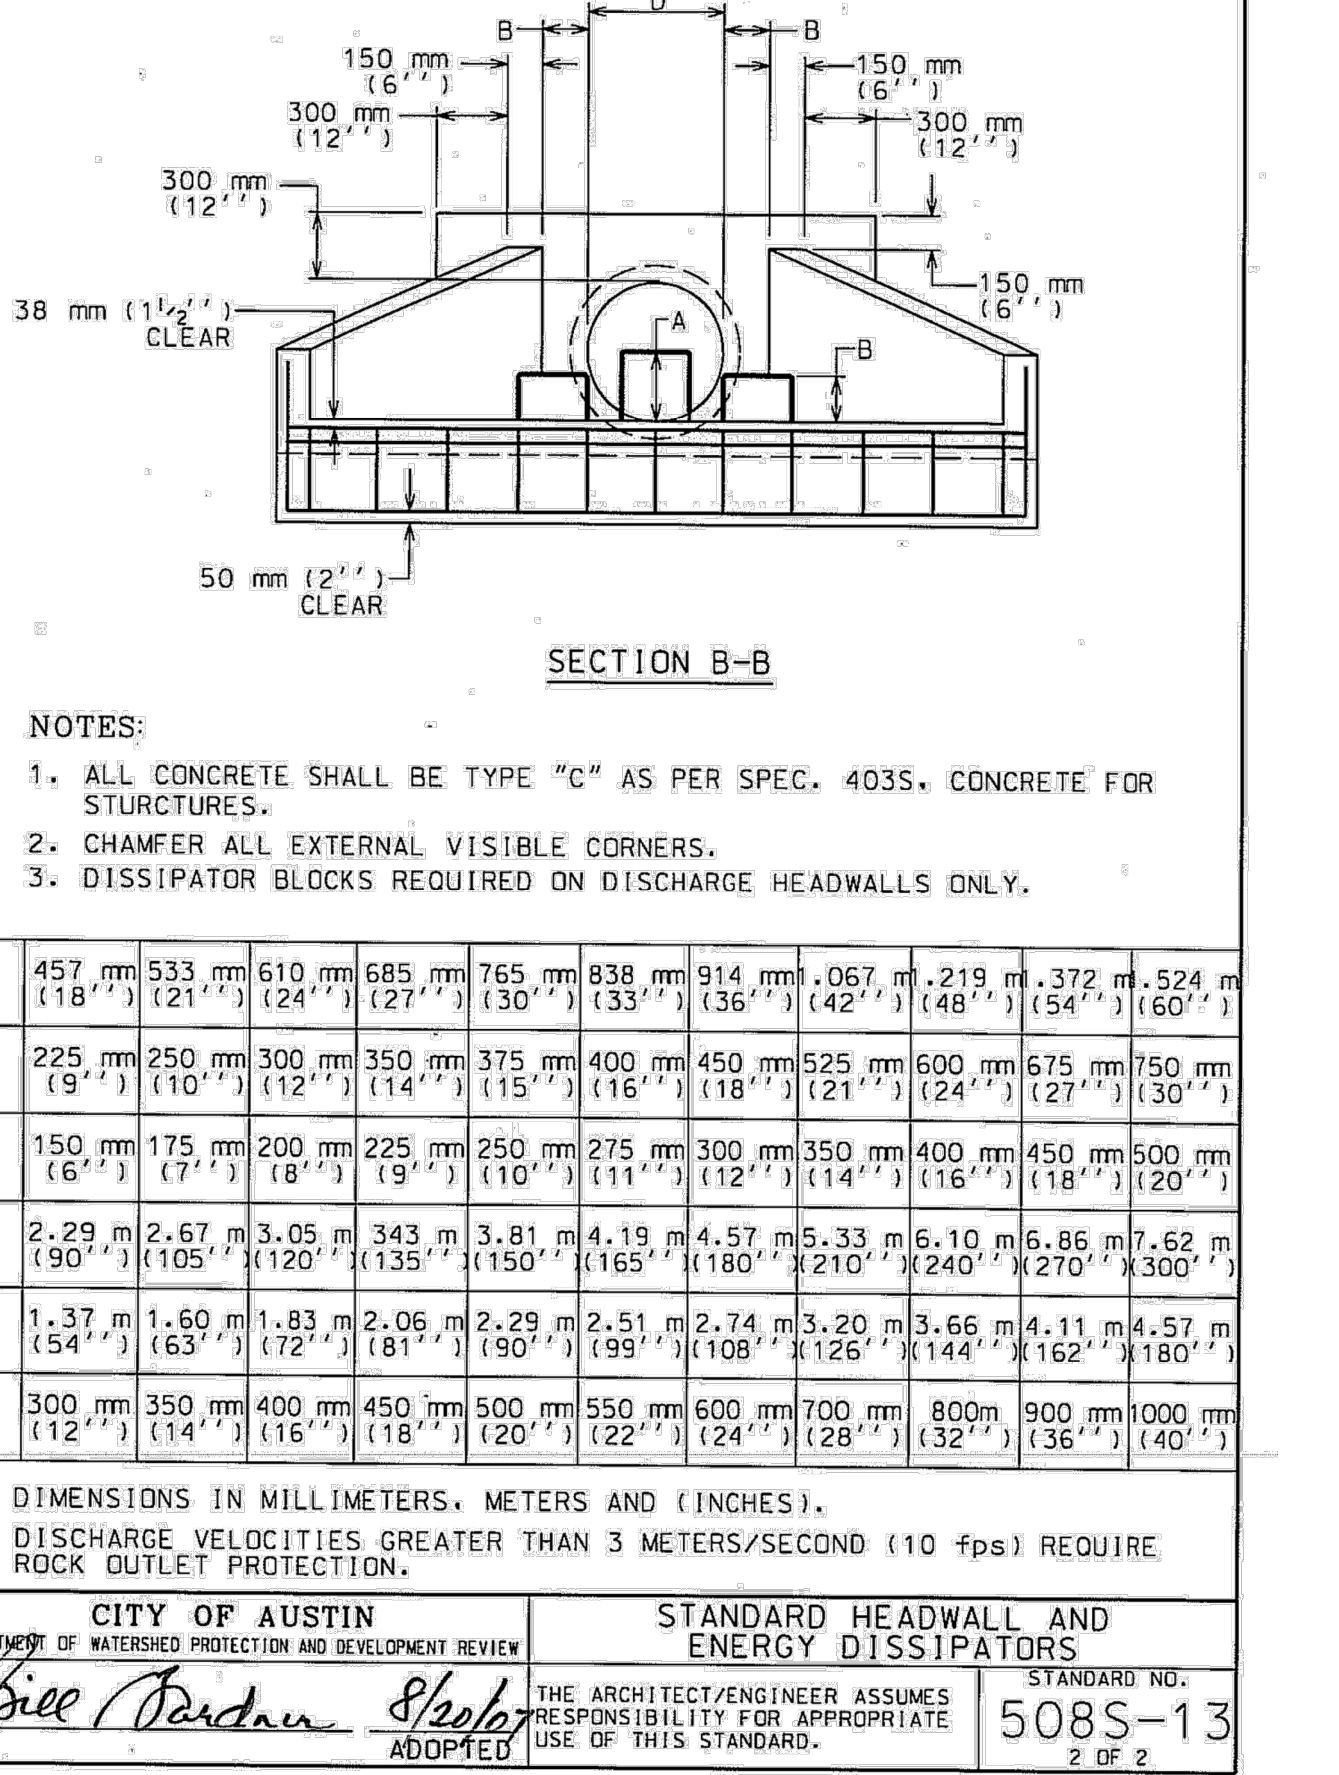 D
B B
150 mm
(6'')
150 mm
(6'')
300 mm
(12'')
300 mm
(12'')
300 mm
(12'')
150 mm
(6'')
38 mm (1 1/2'')
CLEAR
A
B
50 mm (2'')
CLEAR
SECTION B-B
NOTES:
1. ALL CONCRETE SHALL BE TYPE "C" AS PER SPEC. 403S. CONCRETE FOR
STURCTURES.
2. CHAMFER ALL EXTERNAL VISIBLE CORNERS.
3. DISSIPATOR BLOCKS REQUIRED ON DISCHARGE HEADWALLS ONLY.
457 mm 533 mm 610 mm 685 mm 765 mm 838 mm 914 mm 1.067 m 1.219 m 1.372 m 1.524 m
(18'') (21'') (24'') (27'') (30'') (33'') (36'') (42'') (48'') (54'') (60'')
225 mm 250 mm 300 mm 350 mm 375 mm 400 mm 450 mm 525 mm 600 mm 675 mm 750 mm
(9'') (10'') (12'') (14'') (15'') (16'') (18'') (21'') (24'') (27'') (30'')
150 mm 175 mm 200 mm 225 mm 250 mm 275 mm 300 mm 350 mm 400 mm 450 mm 500 mm
(6'') (7'') (8'') (9'') (10'') (11'') (12'') (14'') (16'') (18'') (20'')
2.29 m 2.67 m 3.05 m 343 m 3.81 m 4.19 m 4.57 m 5.33 m 6.10 m 6.86 m 7.62 m
(90'') (105'') (120'') (135'') (150'') (165'') (180'') (210'') (240'') (270'') (300'')
1.37 m 1.60 m 1.83 m 2.06 m 2.29 m 2.51 m 2.74 m 3.20 m 3.66 m 4.11 m 4.57 m
(54'') (63'') (72'') (81'') (90'') (99'') (108'') (126'') (144'') (162'') (180'')
300 mm 350 mm 400 mm 450 mm 500 mm 550 mm 600 mm 700 mm 800m 900 mm 1000 mm
(12'') (14'') (16'') (18'') (20'') (22'') (24'') (28'') (32'') (36'') (40'')
DIMENSIONS IN MILLIMETERS. METERS AND (INCHES).
DISCHARGE VELOCITIES GREATER THAN 3 METERS/SECOND (10 fps) REQUIRE
ROCK OUTLET PROTECTION.
CITY OF AUSTIN
TMENT OF WATERSHED PROTECTION AND DEVELOPMENT REVIEW
STANDARD HEADWALL AND
ENERGY DISSIPATORS
Bill Gardner 8/20/07
ADOPTED
THE ARCHITECT/ENGINEER ASSUMES
RESPONSIBILITY FOR APPROPRIATE
USE OF THIS STANDARD.
STANDARD NO.
508S-13
2 OF 2